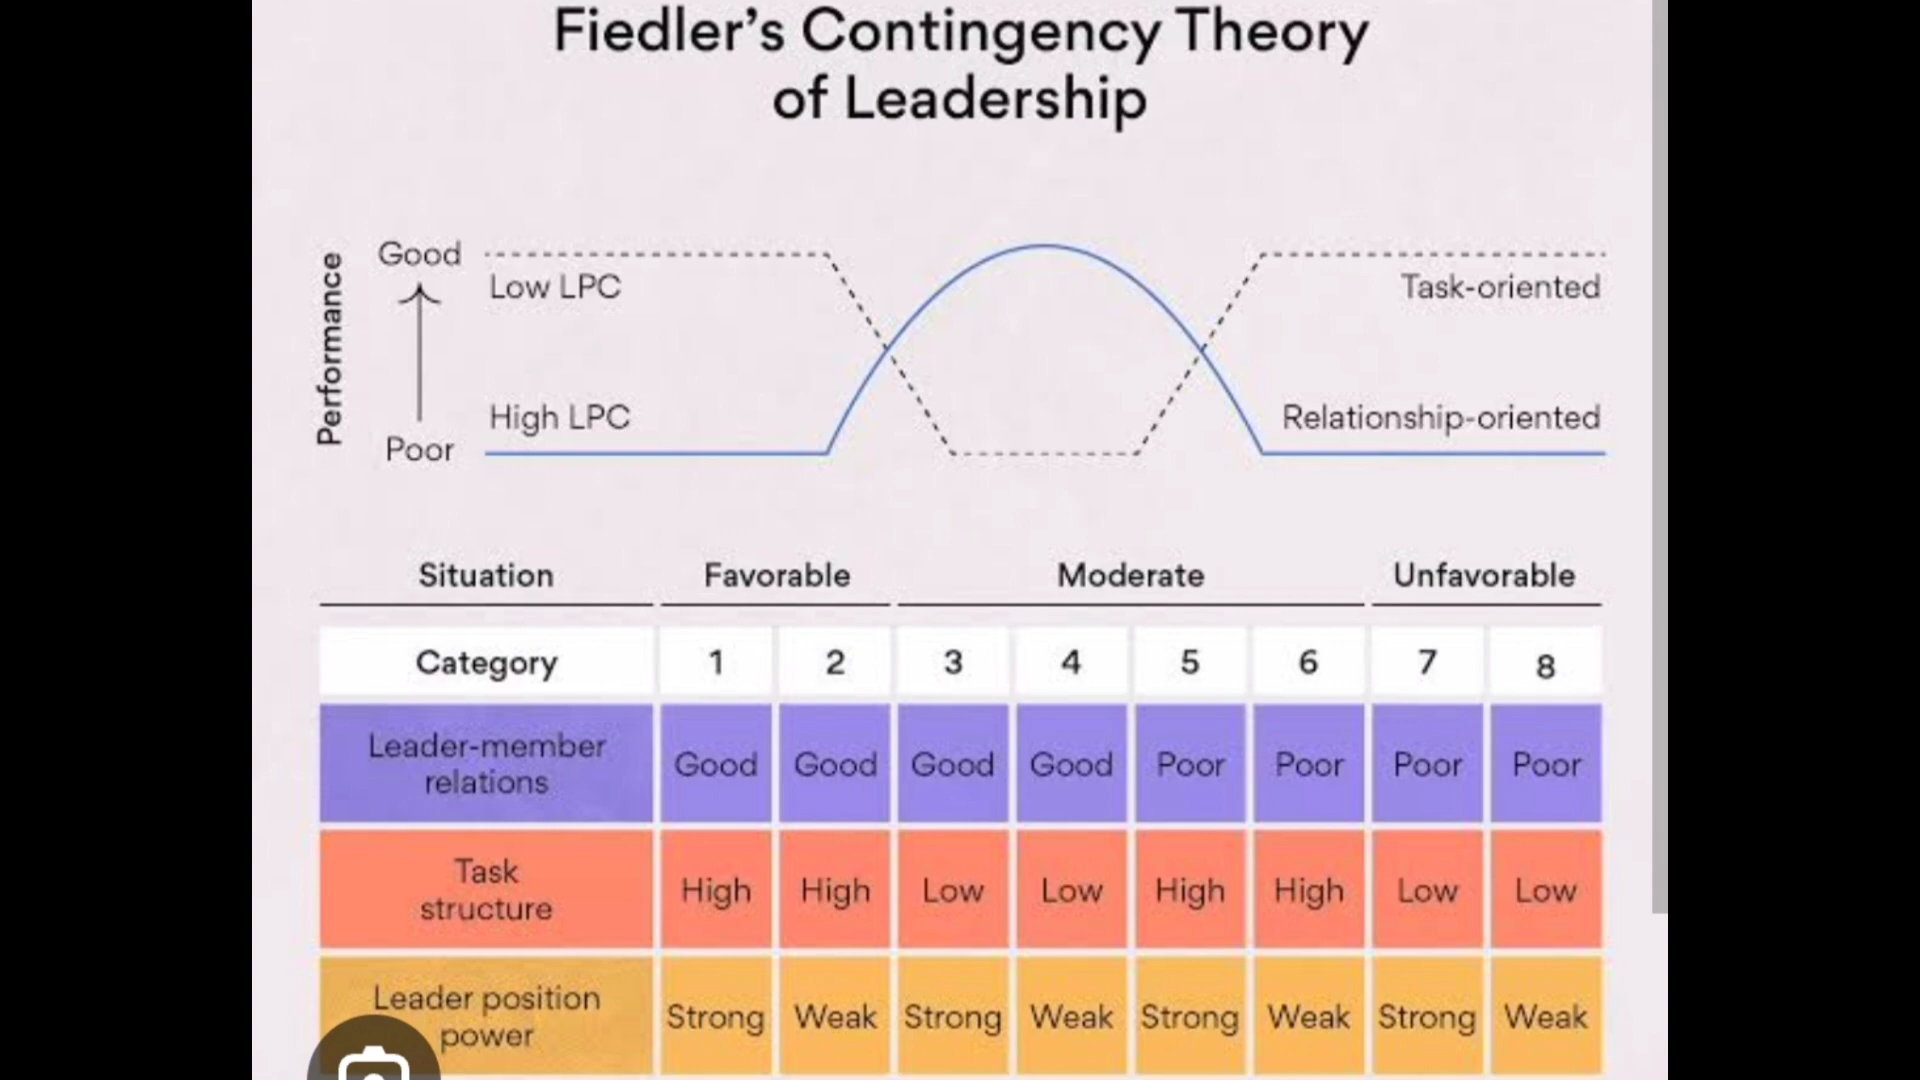 Fiedler's Contingency Theory
of Leadership
Performance
Good
Poor
Low LPC
High LPC
Task-oriented
Relationship-oriented
Situation Favorable Moderate Unfavorable
Category 1 2 3 4 5 6 7 8
Leader-member
relations
Good Good Good Good Poor Poor Poor Poor
Task
structure
High High Low Low High High Low Low
Leader position
power
Strong Weak Strong Weak Strong Weak Strong Weak